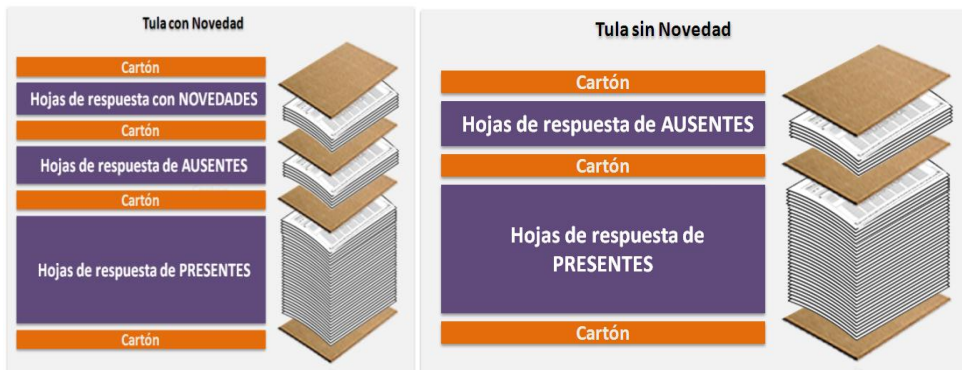 Tula con Novedad
Cartón
Hojas de respuesta con NOVEDADES
Cartón
Hojas de respuesta de AUSENTES
Cartón
Hojas de respuesta de PRESENTES
Cartón
Tula sin Novedad
Cartón
Hojas de respuesta de AUSENTES
Cartón
Hojas de respuesta de
PRESENTES
Cartón